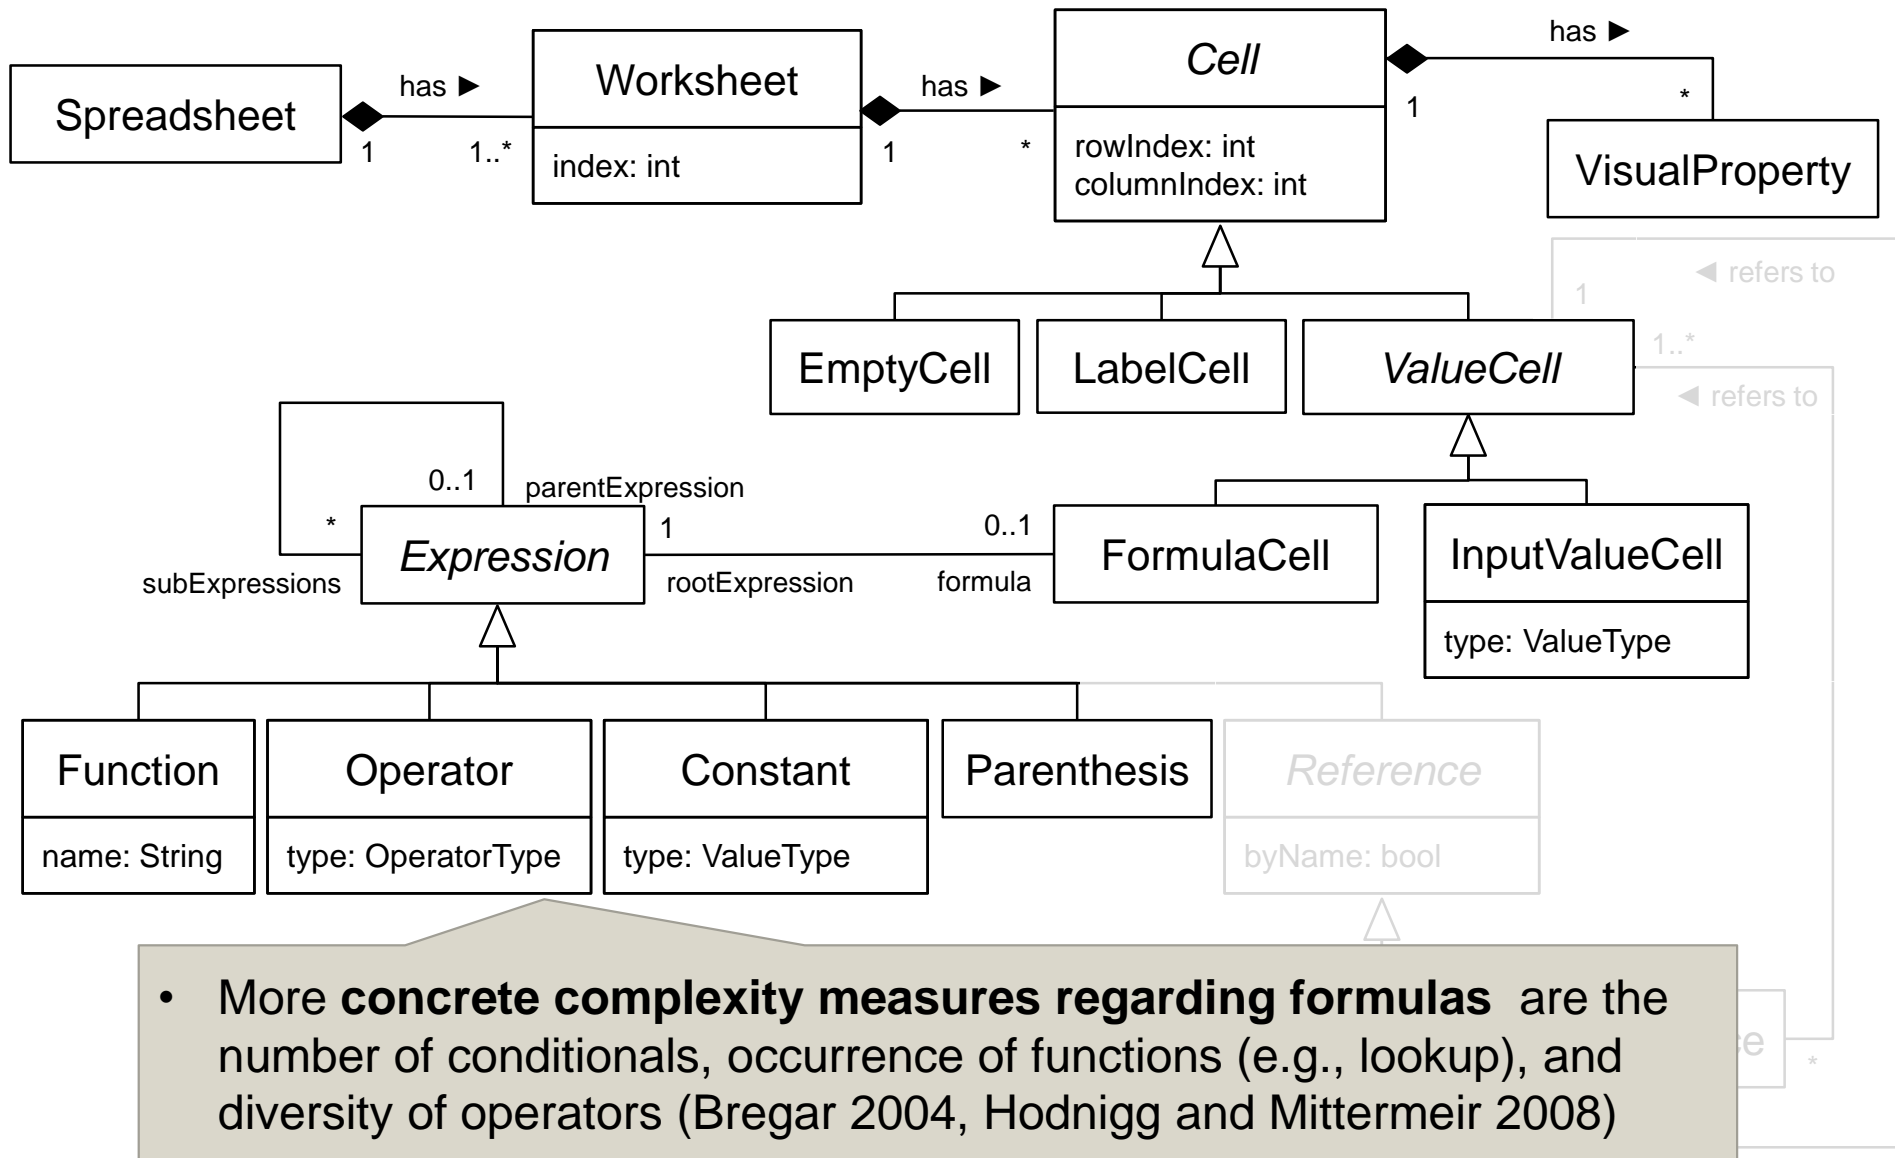 Spreadsheet
has ►
1
1..*
Worksheet
index: int
has ►
1
*
Cell
rowIndex: int
columnIndex: int
has ►
1
*
VisualProperty
◄ refers to
1
1..*
◄ refers to
EmptyCell
LabelCell
ValueCell
0..1
parentExpression
*
subExpressions
Expression
1
rootExpression
0..1
formula
FormulaCell
InputValueCell
type: ValueType
Function
name: String
Operator
type: OperatorType
Constant
type: ValueType
Parenthesis
Reference
byName: bool
• More concrete complexity measures regarding formulas are the
number of conditionals, occurrence of functions (e.g., lookup), and
diversity of operators (Bregar 2004, Hodnigg and Mittermeir 2008)
*